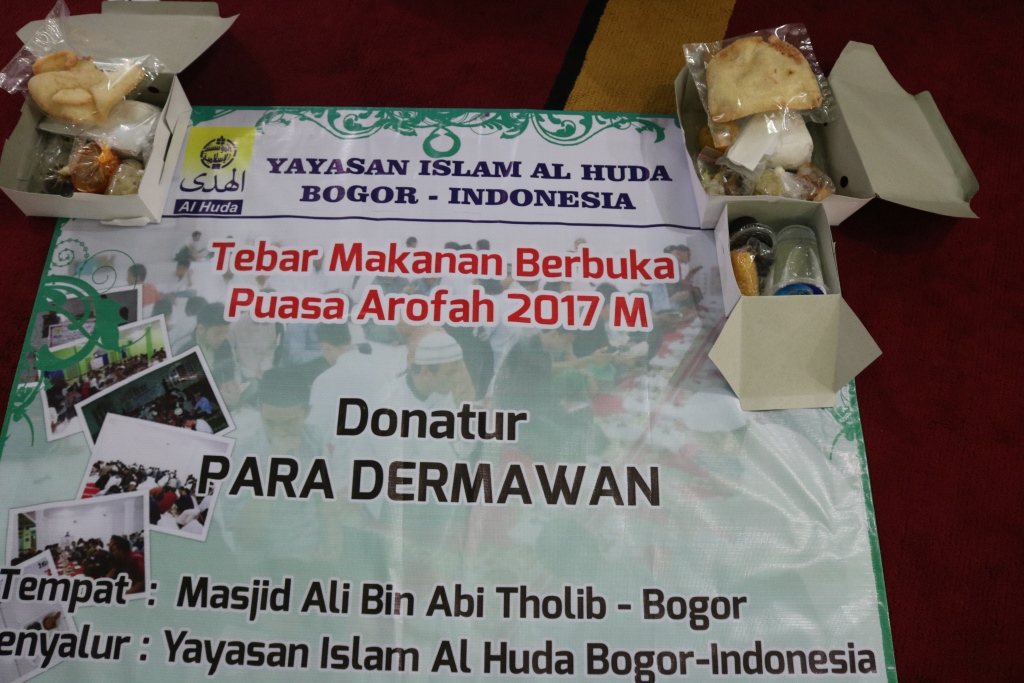 YAYASAN ISLAM AL HUDA
BOGOR - INDONESIA
الهدى
Al Huda
Tebar Makanan Berbuka
Puasa Arofah 2017 M
Donatur
PARA DERMAWAN
Tempat : Masjid Ali Bin Abi Tholib - Bogor
enyalur : Yayasan Islam Al Huda Bogor-Indonesia